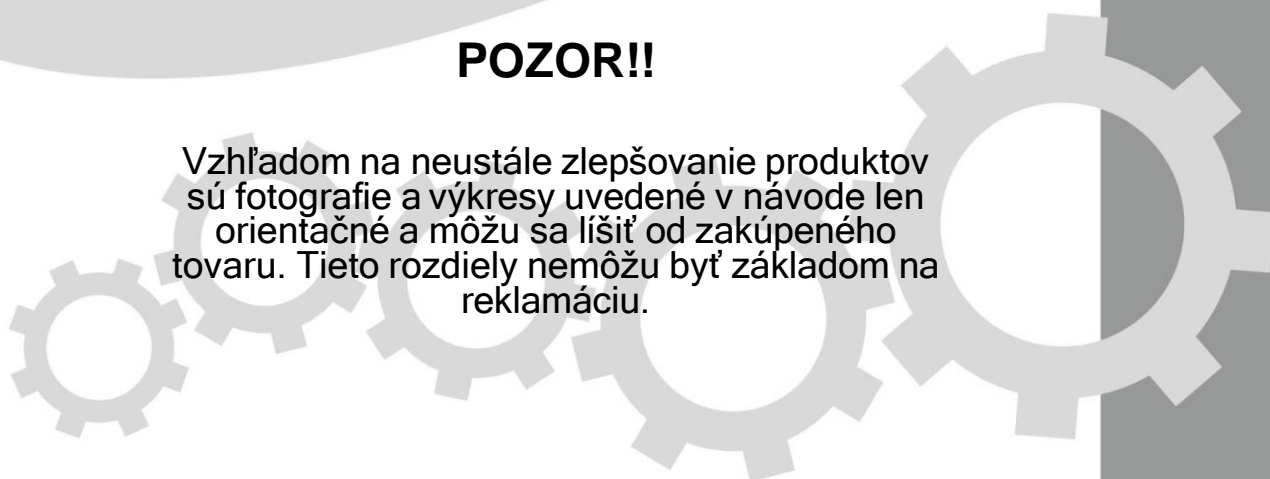 POZOR!!
Vzhľadom na neustále zlepšovanie produktov
sú fotografie a výkresy uvedené v návode len
orientačné a môžu sa líšiť od zakúpeného
tovaru. Tieto rozdiely nemôžu byť základom na
reklamáciu.